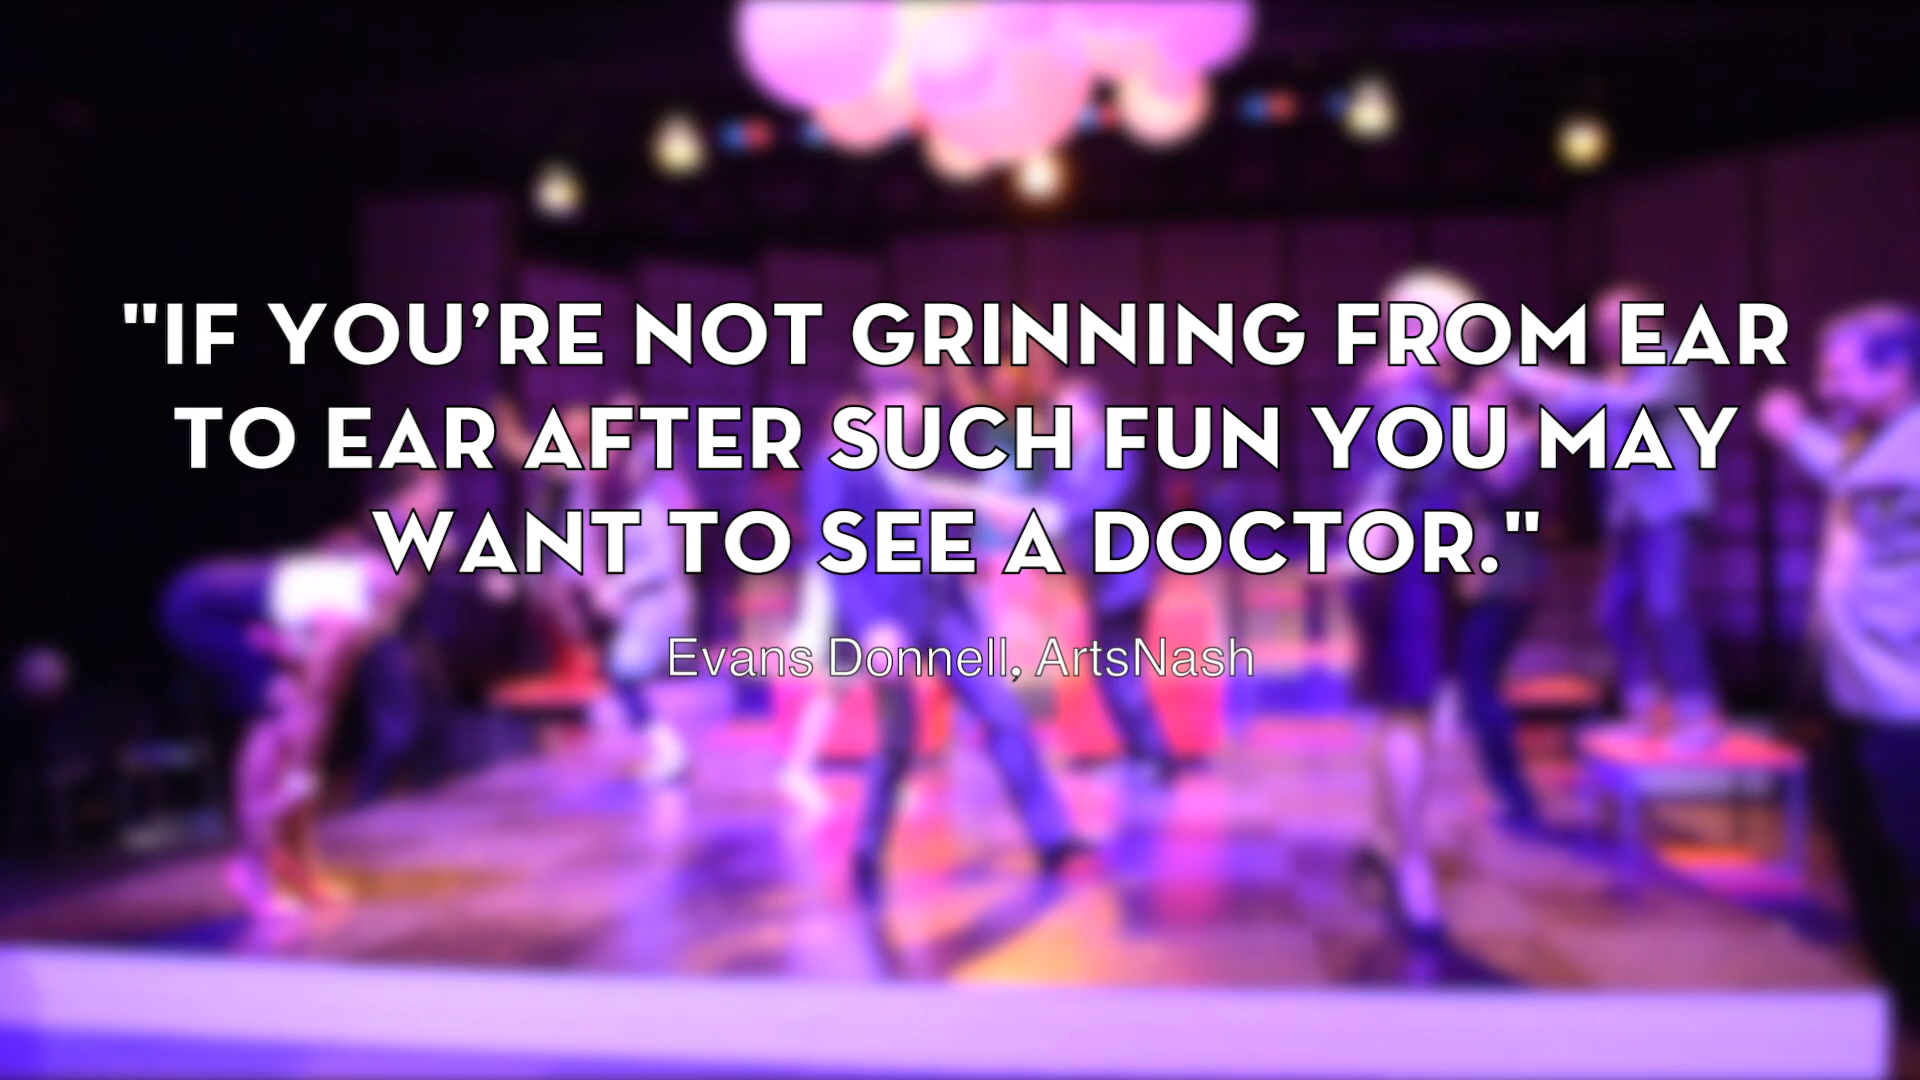 "IF YOU’RE NOT GRINNING FROM EAR
TO EAR AFTER SUCH FUN YOU MAY
WANT TO SEE A DOCTOR."
Evans Donnell, ArtsNash